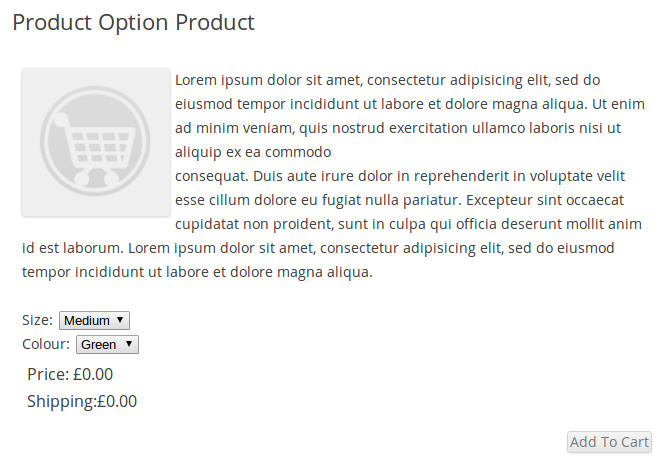 Product Option Product
Lorem ipsum dolor sit amet, consectetur adipisicing elit, sed do
eiusmod tempor incididunt ut labore et dolore magna aliqua. Ut enim
ad minim veniam, quis nostrud exercitation ullamco laboris nisi ut
aliquip ex ea commodo
consequat. Duis aute irure dolor in reprehenderit in voluptate velit
esse cillum dolore eu fugiat nulla pariatur. Excepteur sint occaecat
cupidatat non proident, sunt in culpa qui officia deserunt mollit anim
id est laborum. Lorem ipsum dolor sit amet, consectetur adipisicing elit, sed do eiusmod
tempor incididunt ut labore et dolore magna aliqua.
Size: Medium
Colour: Green
Price: £0.00
Shipping:£0.00
Add To Cart